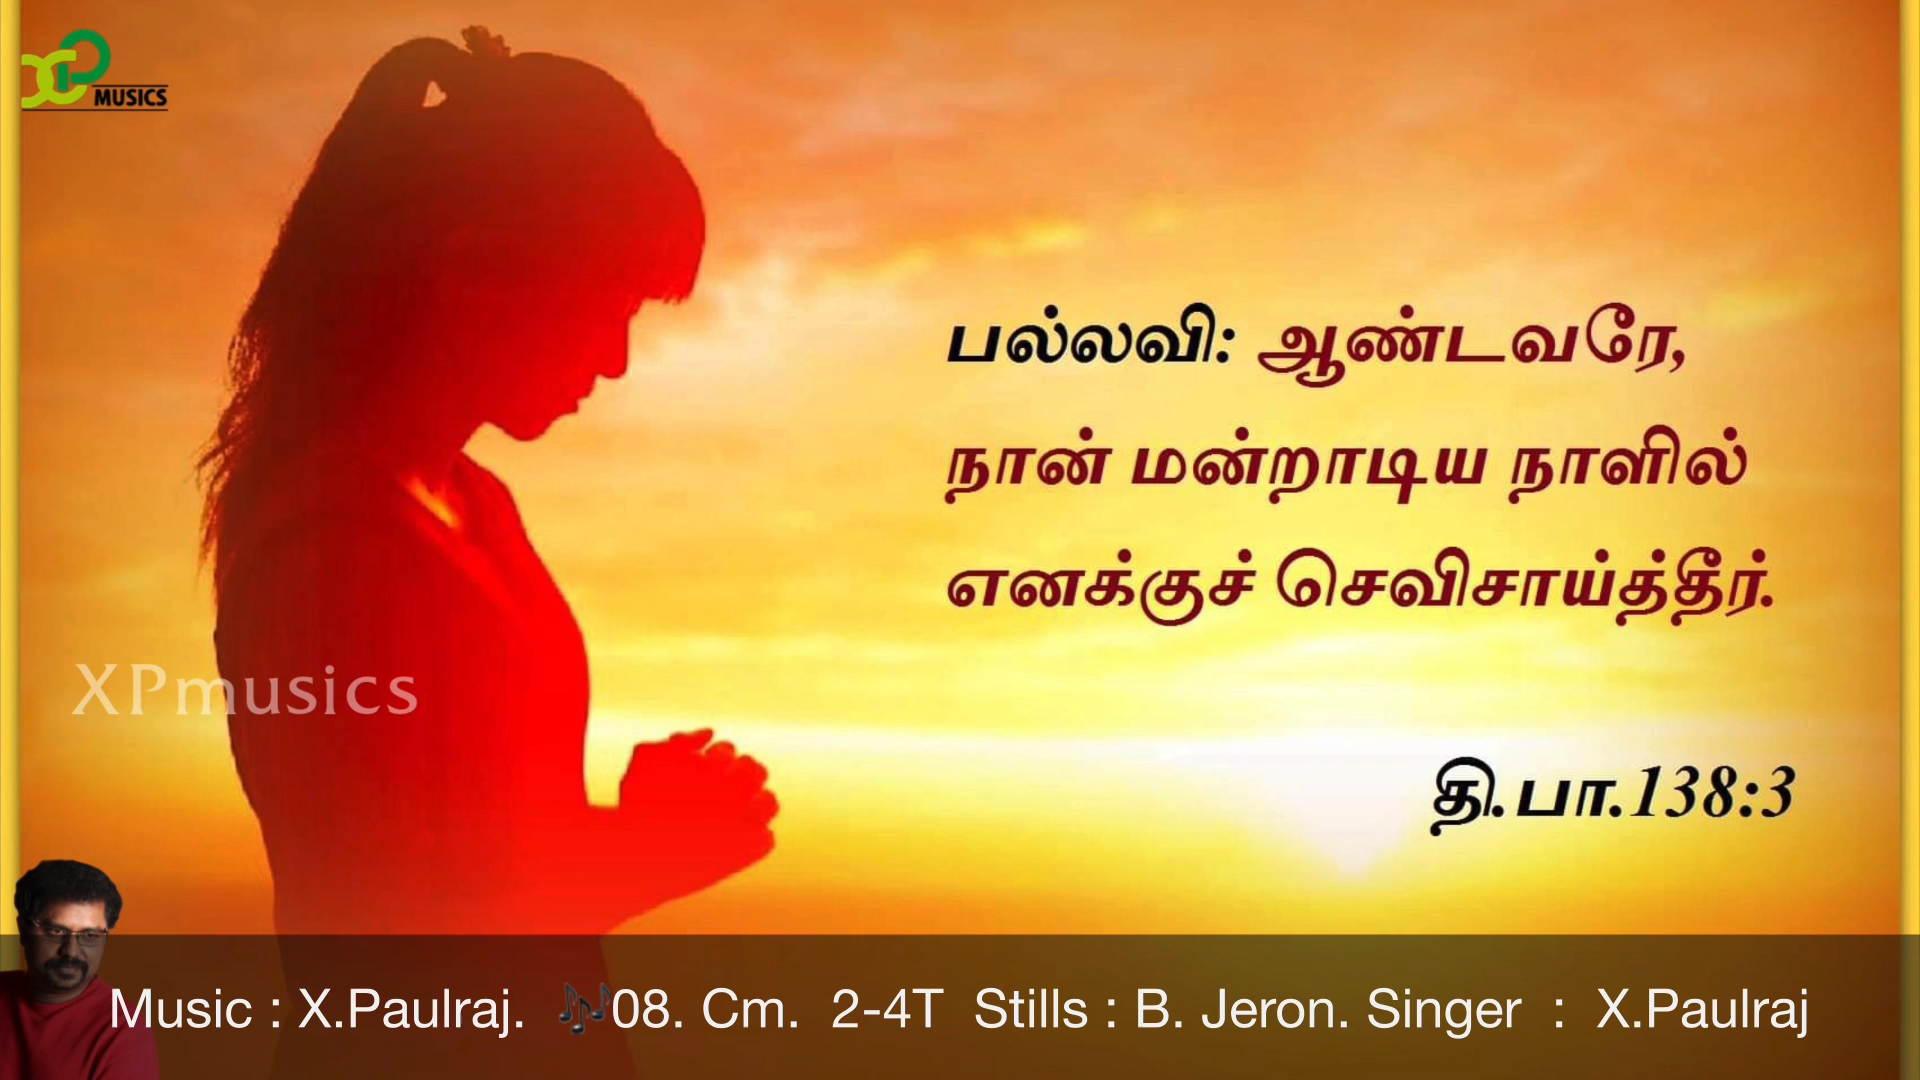 XP MUSICS
பல்லவி: ஆண்டவரே,
நான் மன்றாடிய நாளில்
எனக்குச் செவிசாய்த்தீர்.
XPmusics
தி.பா.138:3
Music : X.Paulraj. 🎶08. Cm. 2-4T Stills : B. Jeron. Singer : X.Paulraj